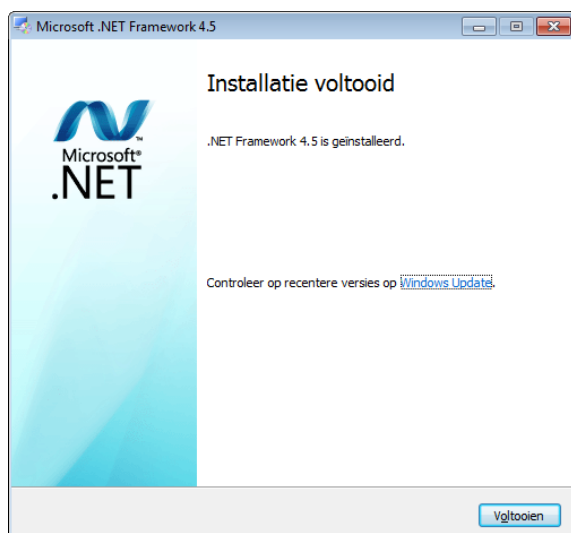 Microsoft .NET Framework 4.5
Installatie voltooid
Microsoft®
.NET
™
.NET Framework 4.5 is geïnstalleerd.
Controleer op recentere versies op Windows Update.
Voltooien